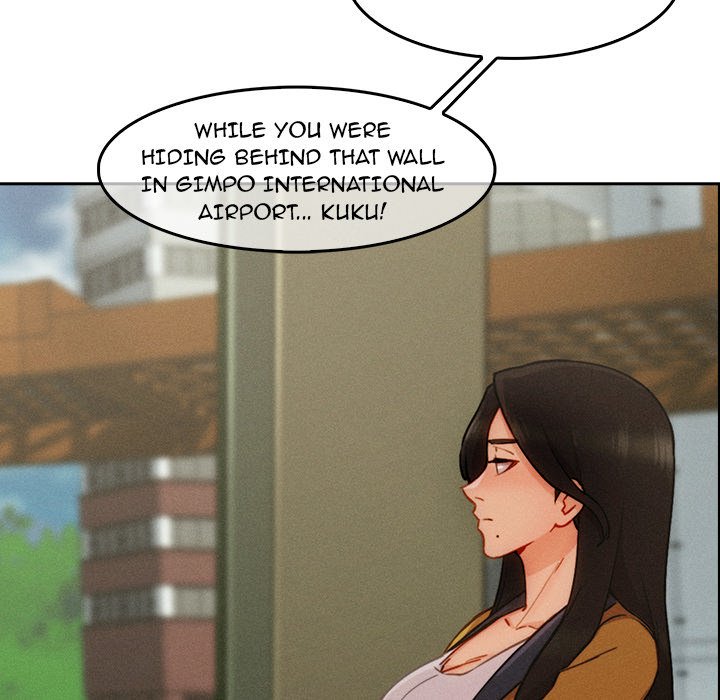 WHILE YOU WERE
HIDING BEHIND THAT WALL
IN GIMPO INTERNATIONAL
AIRPORT... KUKU!